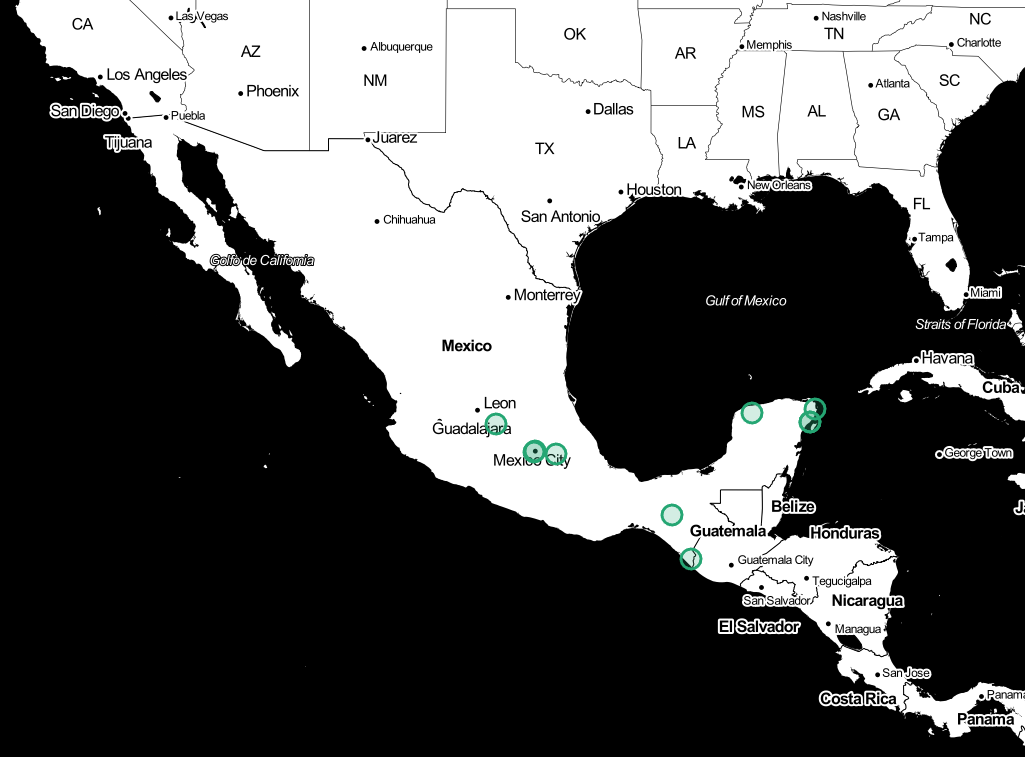 CA
Las Vegas
Nashville
NC
AZ
Albuquerque
OK
AR
Memphis
TN
Charlotte
Los Angeles
NM
Phoenix
Atlanta
SC
San Diego
Puebla
Dallas
MS
AL
GA
Tijuana
Juarez
TX
LA
Houston
New Orleans
Chihuahua
San Antonio
FL
Tampa
Golfo de California
Monterrey
Gulf of Mexico
Miami
Straits of Florida
Mexico
Havana
Cuba
Leon
Guadalajara
Mexico City
George Town
Belize
Guatemala
Honduras
Guatemala City
Tegucigalpa
San Salvador
Nicaragua
El Salvador
Managua
San Jose
Costa Rica
Panama
Panama